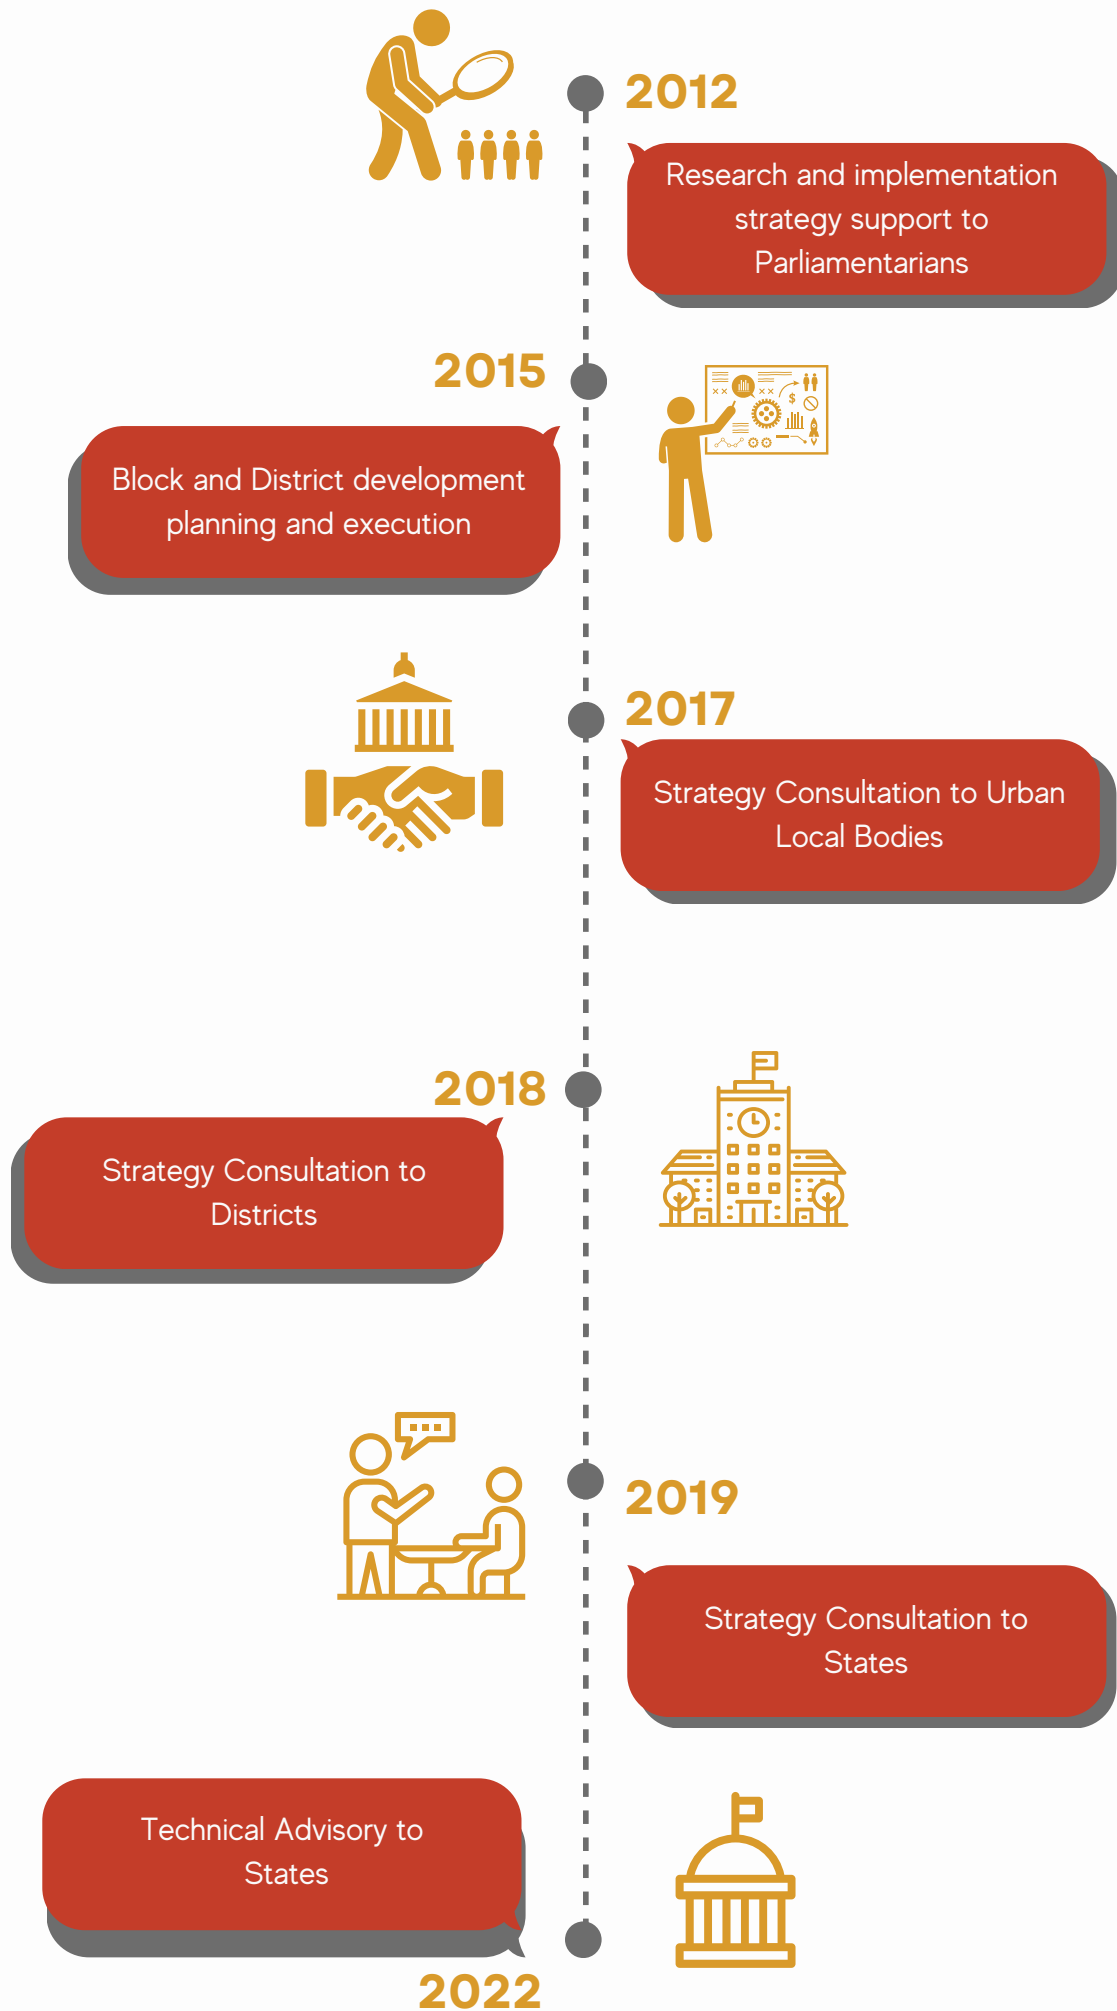 2012
Research and implementation
strategy support to
Parliamentarians
2015
Block and District development
planning and execution
2017
Strategy Consultation to Urban
Local Bodies
2018
Strategy Consultation to
Districts
2019
Strategy Consultation to
States
Technical Advisory to
States
2022